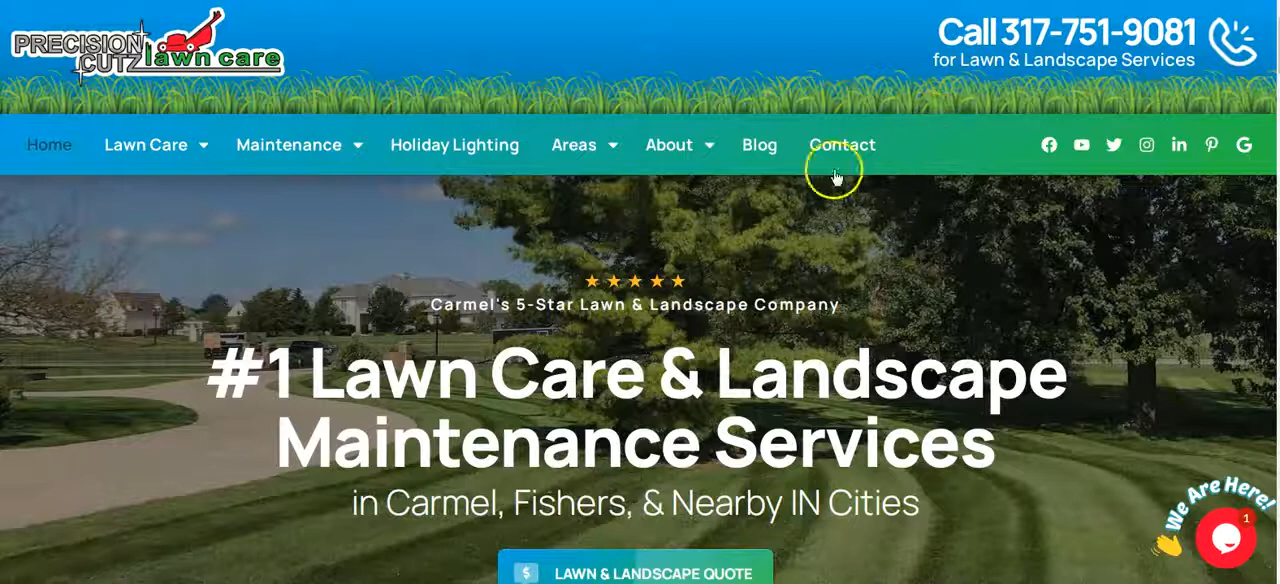 PRECISION
CUTZ lawn care
Call 317-751-9081
for Lawn & Landscape Services
Home
Lawn Care
Maintenance
Holiday Lighting
Areas
About
Blog
Contact
Carmel's 5-Star Lawn & Landscape Company
#1 Lawn Care & Landscape
Maintenance Services
in Carmel, Fishers, & Nearby IN Cities
We Are Here!
1
$ LAWN & LANDSCAPE QUOTE